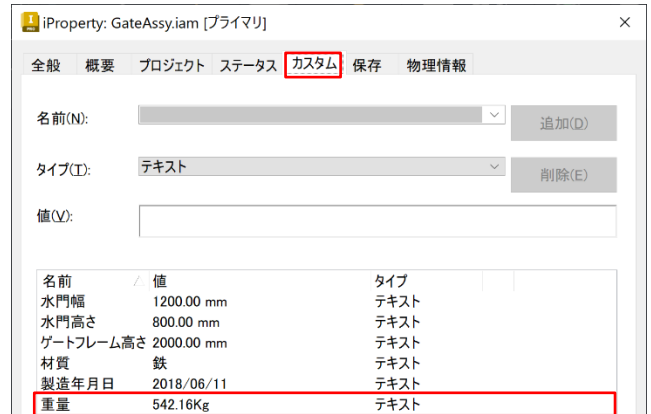 iProperty: GateAssy.iam [プライマリ]
全般 概要 プロジェクト ステータス カスタム 保存 物理情報
名前(N): 追加(D)
タイプ(T): テキスト 削除(E)
値(V):
名前 値 タイプ
水門幅 1200.00 mm テキスト
水門高さ 800.00 mm テキスト
ゲートフレーム高さ 2000.00 mm テキスト
材質 鉄 テキスト
製造年月日 2018/06/11 テキスト
重量 542.16Kg テキスト